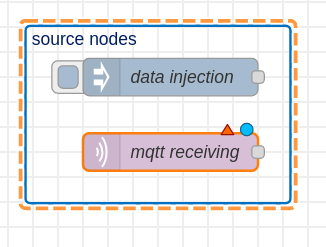 source nodes
data injection
mqtt receiving